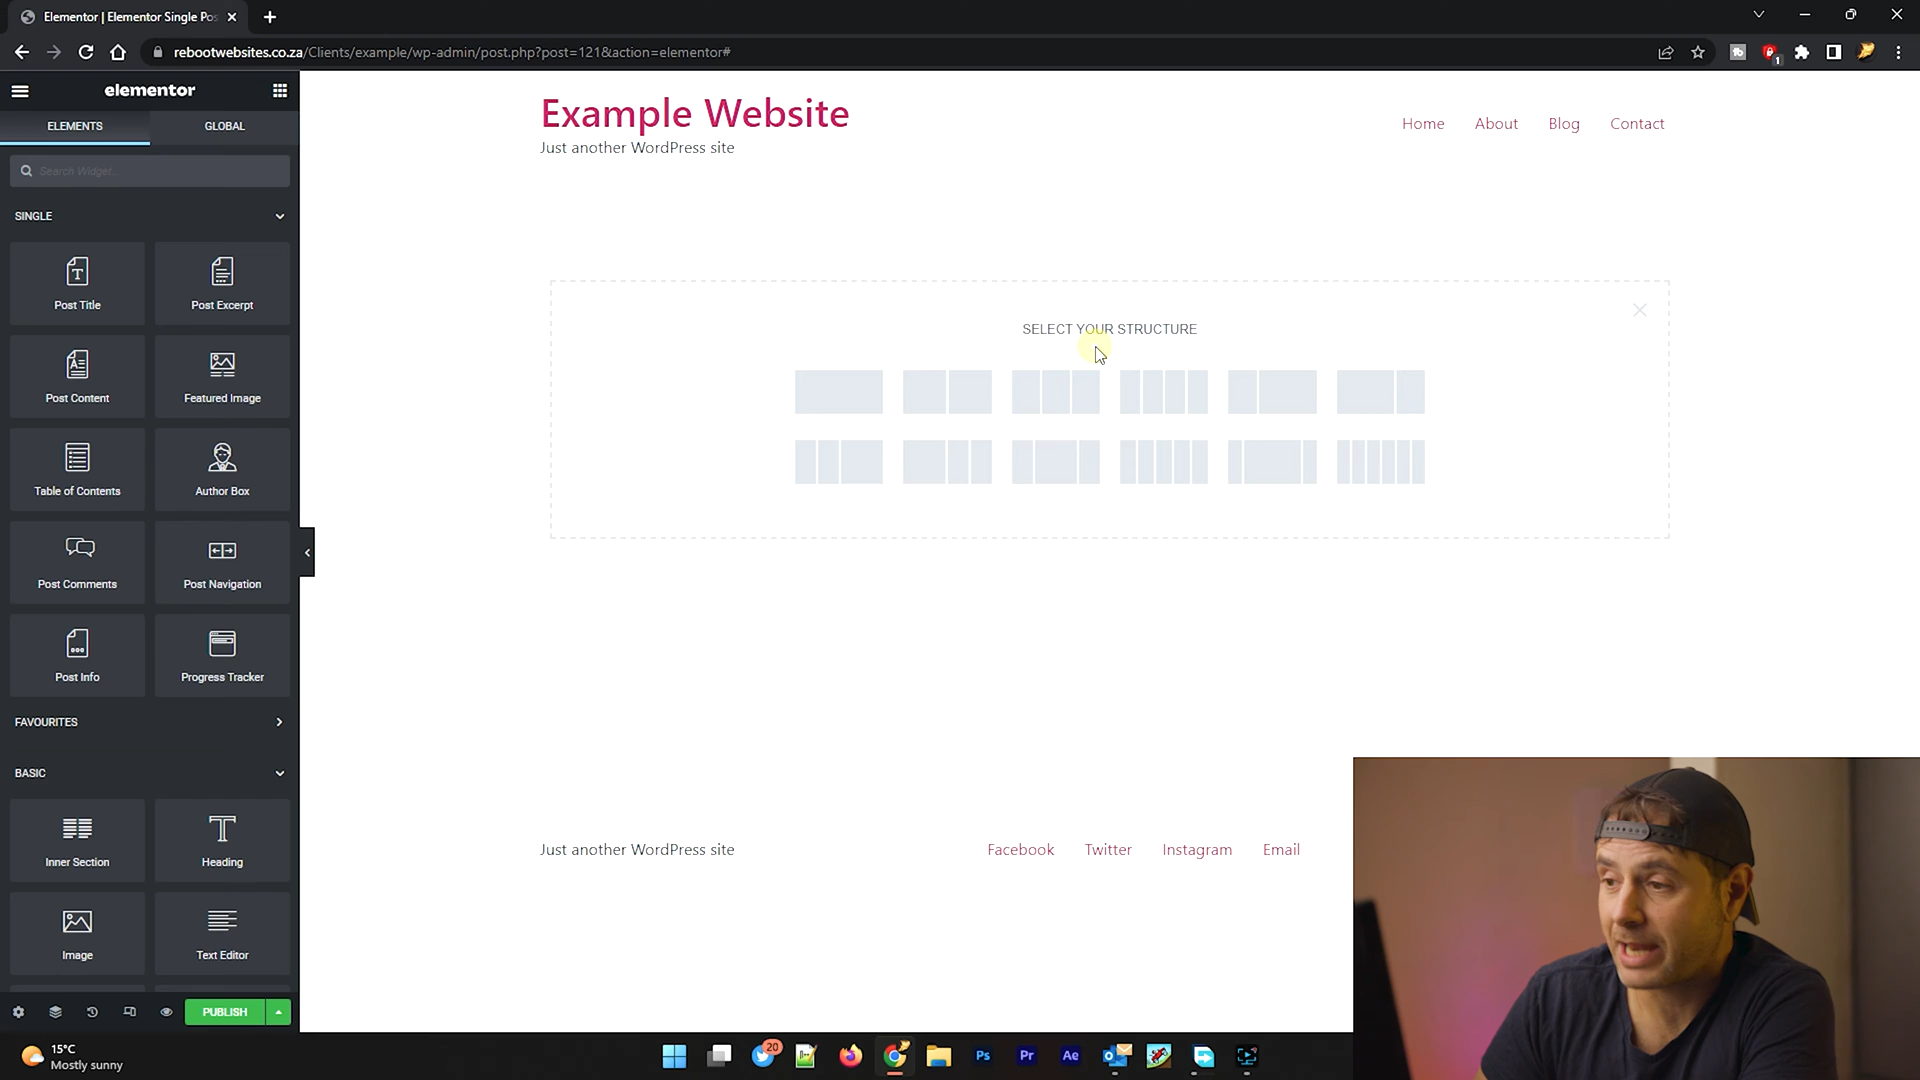 Elementor | Elementor Single Pos
rebootwebsites.co.za/Clients/example/wp-admin/post.php?post=121&action=elementor#
1
elementor
ELEMENTS
GLOBAL
Search Widget...
SINGLE
Post Title
Post Excerpt
Post Content
Featured Image
Table of Contents
Author Box
Post Comments
Post Navigation
Post Info
Progress Tracker
FAVOURITES
BASIC
Inner Section
Heading
Image
Text Editor
PUBLISH
Example Website
Just another WordPress site
Home About Blog Contact
SELECT YOUR STRUCTURE
Just another WordPress site
Facebook Twitter Instagram Email
15°C
Mostly sunny
20
Ps
Pr
Ae